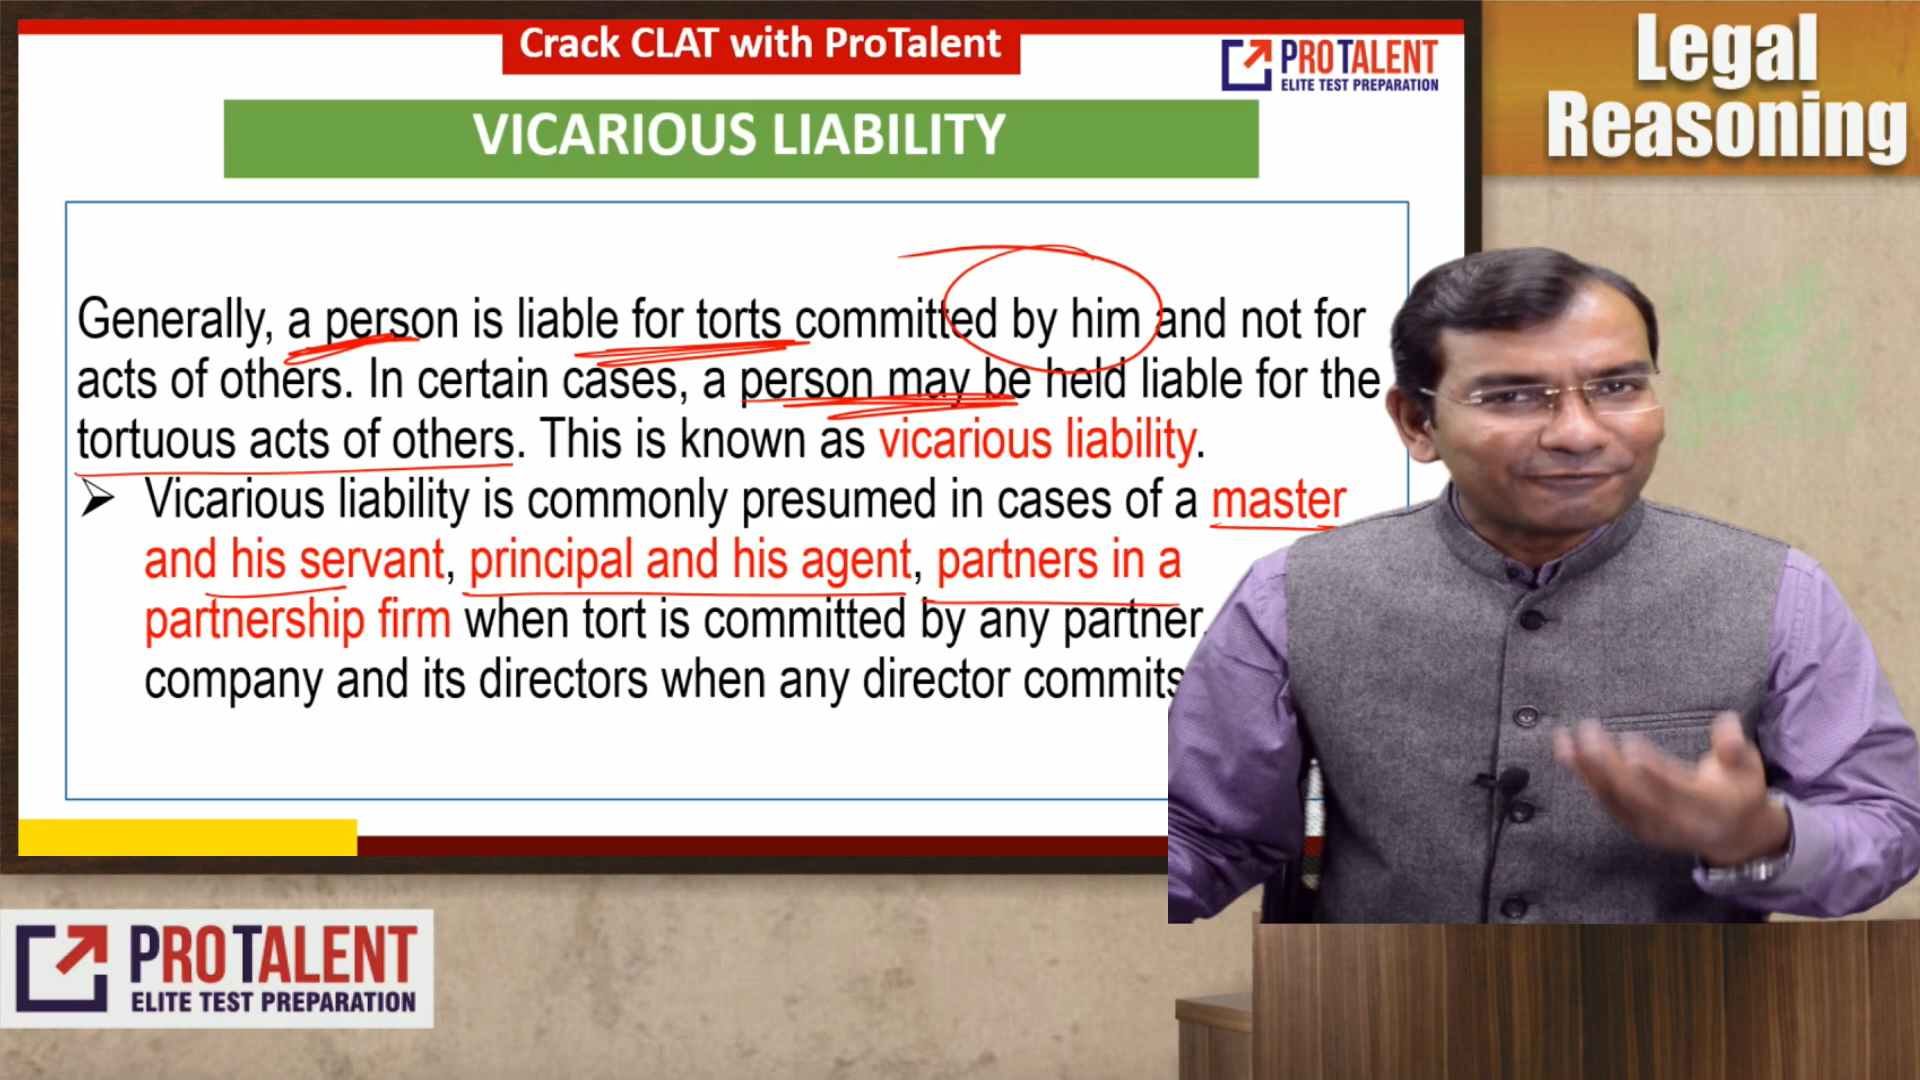 Crack CLAT with ProTalent
PROTALENT
ELITE TEST PREPARATION
Legal
Reasoning
VICARIOUS LIABILITY
Generally, a person is liable for torts committed by him and not for
acts of others. In certain cases, a person may be held liable for the
tortuous acts of others. This is known as vicarious liability.
Vicarious liability is commonly presumed in cases of a master
and his servant, principal and his agent, partners in a
partnership firm when tort is committed by any partner,
company and its directors when any director commits
PROTALENT
ELITE TEST PREPARATION